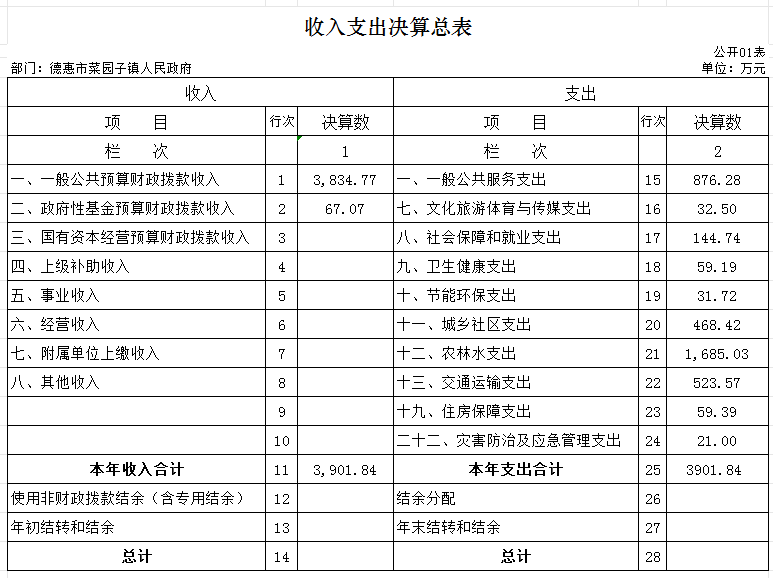 收入支出决算总表
公开01表
部门：德惠市菜园子镇人民政府 单位：万元
收入 支出
项 目 行次 决算数 项 目 行次 决算数
栏 次 1 栏 次 2
一、一般公共预算财政拨款收入 1 3,834.77 一、一般公共服务支出 15 876.28
二、政府性基金预算财政拨款收入 2 67.07 七、文化旅游体育与传媒支出 16 32.50
三、国有资本经营预算财政拨款收入 3 八、社会保障和就业支出 17 144.74
四、上级补助收入 4 九、卫生健康支出 18 59.19
五、事业收入 5 十、节能环保支出 19 31.72
六、经营收入 6 十一、城乡社区支出 20 468.42
七、附属单位上缴收入 7 十二、农林水支出 21 1,685.03
八、其他收入 8 十三、交通运输支出 22 523.57
9 十九、住房保障支出 23 59.39
10 二十二、灾害防治及应急管理支出 24 21.00
本年收入合计 11 3,901.84 本年支出合计 25 3901.84
使用非财政拨款结余（含专用结余） 12 结余分配 26
年初结转和结余 13 年末结转和结余 27
总计 14 总计 28